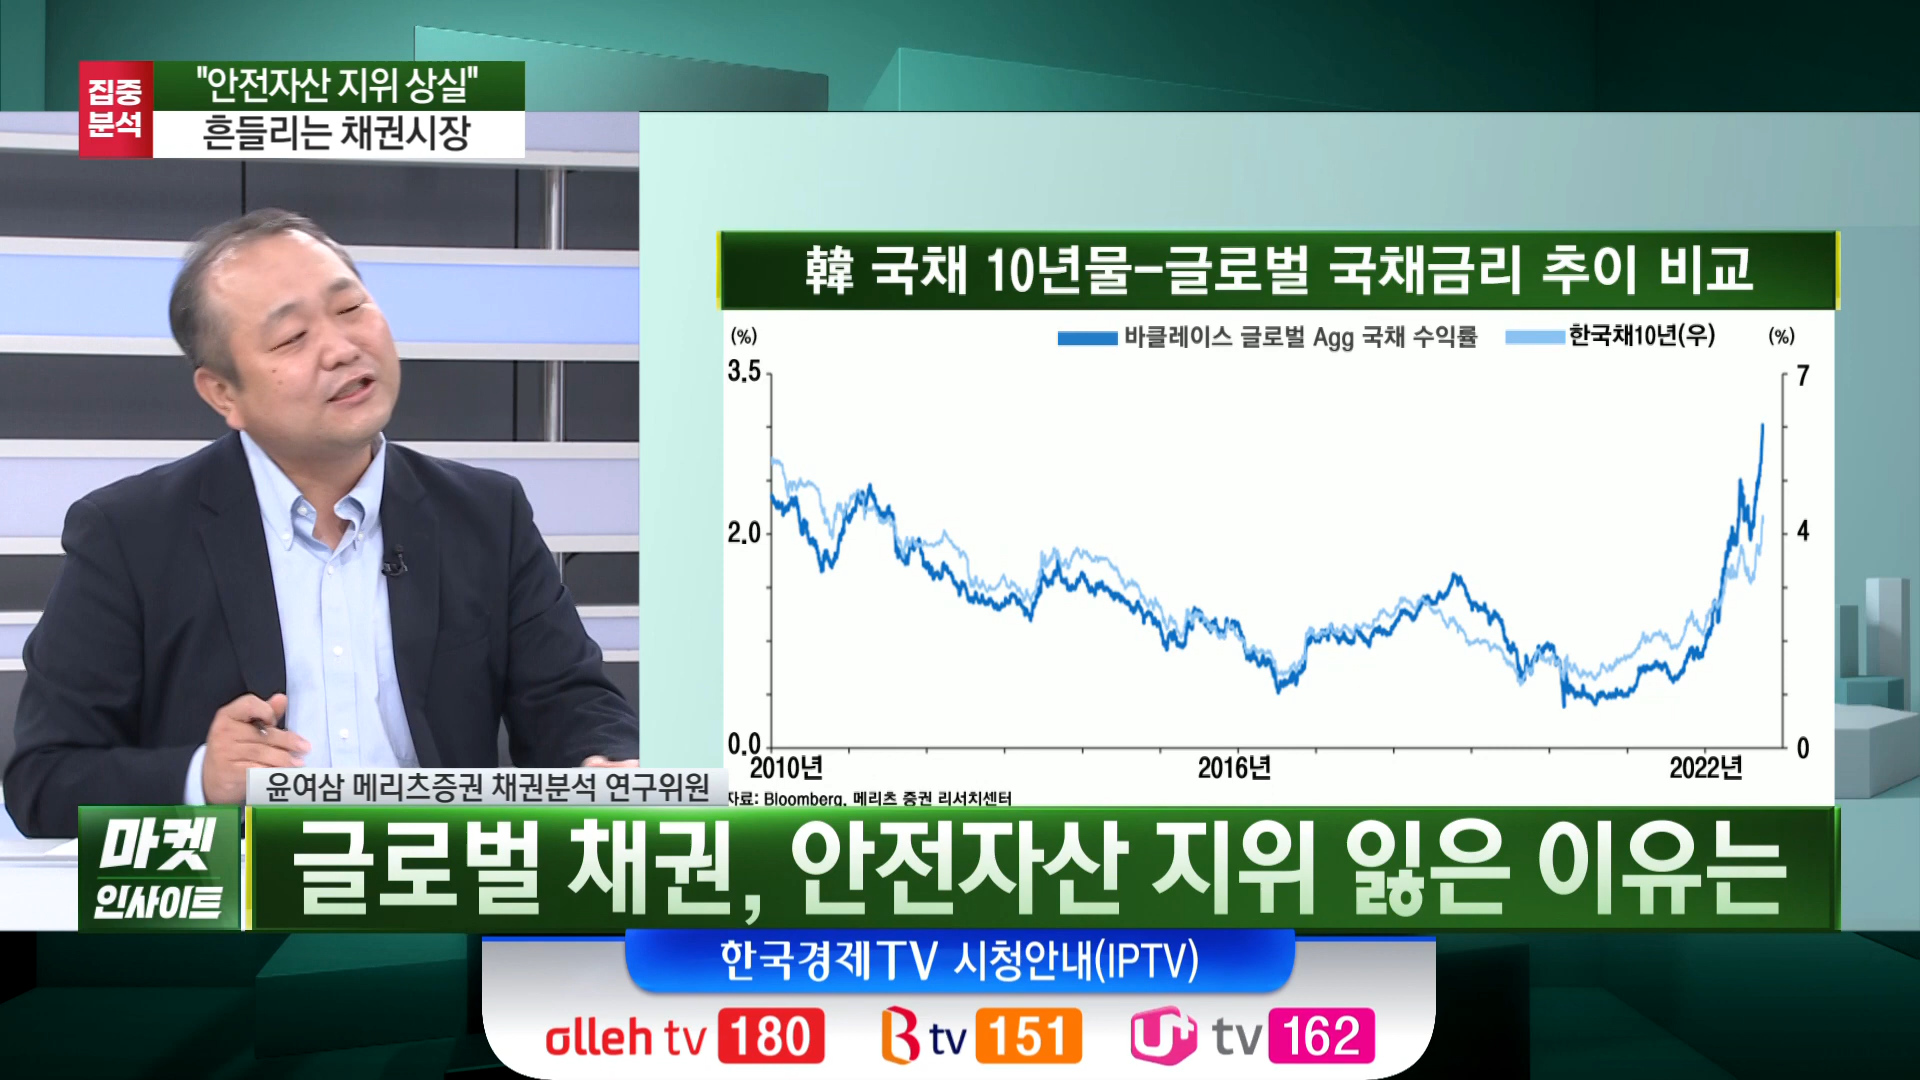 집중
분석
"안전자산 지위 상실"
흔들리는 채권시장
韓 국채 10년물-글로벌 국채금리 추이 비교
(%)
바클레이스 글로벌 Agg 국채 수익률
한국채10년(우)
(%)
3.5
2.0
0.0
7
4
0
2010년
2016년
2022년
자료: Bloomberg, 메리츠 증권 리서치센터
윤여삼 메리츠증권 채권분석 연구위원
마켓
인사이트
글로벌 채권, 안전자산 지위 잃은 이유는
한국경제TV 시청안내(IPTV)
olleh tv 180
B tv 151
U+ tv 162